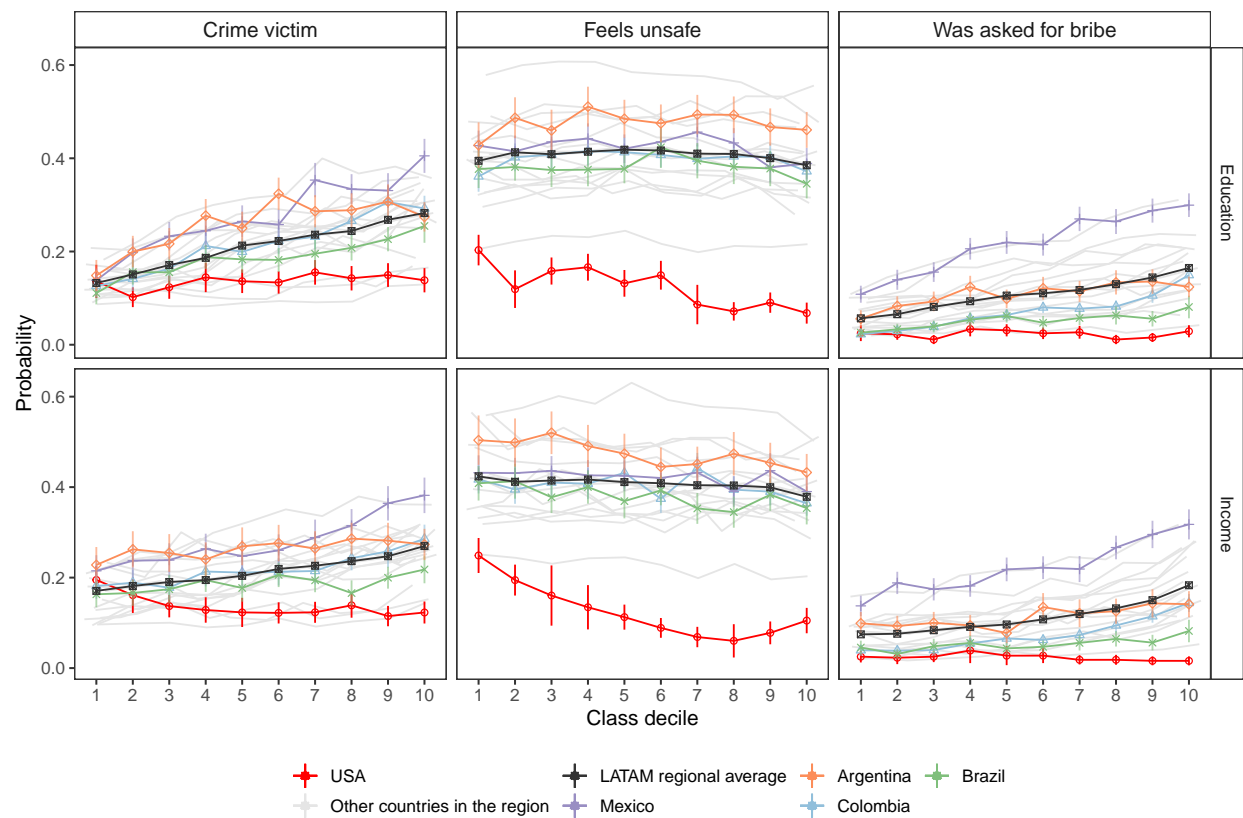 Crime victim Feels unsafe Was asked for bribe
Probability
0.6
0.4
0.2
0.0
Education
0.6
0.4
0.2
0.0
Income
1 2 3 4 5 6 7 8 9 10 1 2 3 4 5 6 7 8 9 10 1 2 3 4 5 6 7 8 9 10
Class decile
USA LATAM regional average Argentina Brazil
Other countries in the region Mexico Colombia